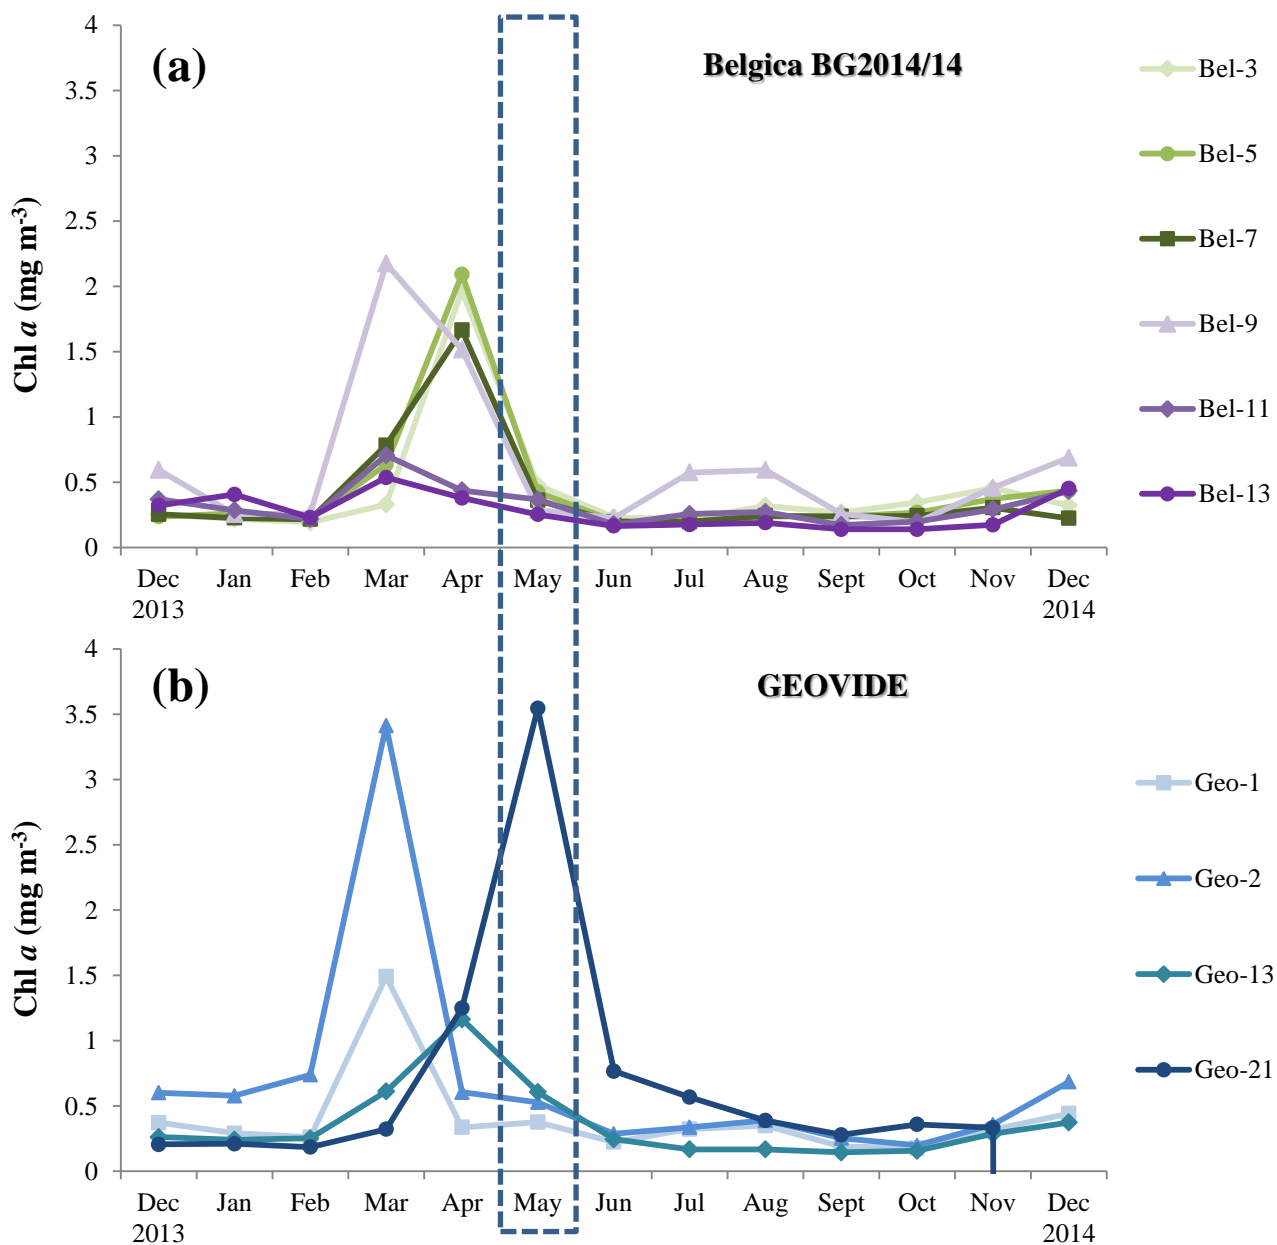 (a)
Belgica BG2014/14
Chl a (mg m-3)
4
3.5
3
2.5
2
1.5
1
0.5
0
Dec Jan Feb Mar Apr May Jun Jul Aug Sept Oct Nov Dec
2013 2014
Bel-3
Bel-5
Bel-7
Bel-9
Bel-11
Bel-13
(b)
GEOVIDE
Chl a (mg m-3)
4
3.5
3
2.5
2
1.5
1
0.5
0
Dec Jan Feb Mar Apr May Jun Jul Aug Sept Oct Nov Dec
2013 2014
Geo-1
Geo-2
Geo-13
Geo-21